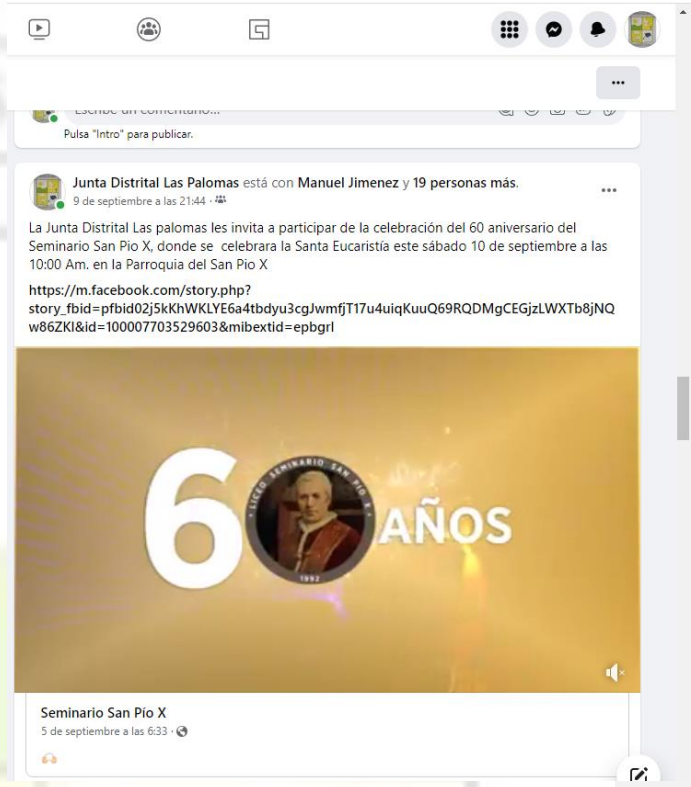 Escribe un comentario...
Pulsa "Intro" para publicar.
Junta Distrital Las Palomas está con Manuel Jimenez y 19 personas más.
9 de septiembre a las 21:44 ·
La Junta Distrital Las palomas les invita a participar de la celebración del 60 aniversario del
Seminario San Pio X, donde se celebrara la Santa Eucaristía este sábado 10 de septiembre a las
10:00 Am. en la Parroquia del San Pio X
https://m.facebook.com/story.php?
story_fbid=pfbid02j5kKhWKLYE6a4tbdyu3cgJwmfjT17u4uiqKuuQ69RQDMgCEGjzLWXTb8jNQ
w86ZKl&id=100007703529603&mibextid=epbgrl
60 AÑOS
· LICEO SEMINARIO SAN PIO X ·
1992
Seminario San Pío X
5 de septiembre a las 6:33 ·